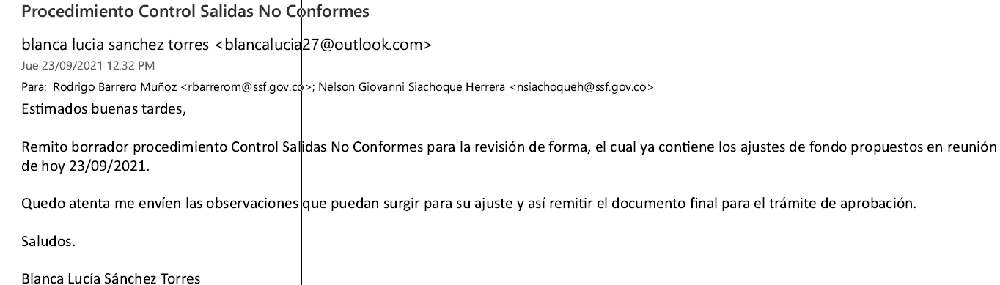 Procedimiento Control Salidas No Conformes
blanca lucia sanchez torres <blancalucia27@outlook.com>
Jue 23/09/2021 12:32 PM
Para: Rodrigo Barrero Muñoz <rbarrerom@ssf.gov.co>; Nelson Giovanni Siachoque Herrera <nsiachoqueh@ssf.gov.co>
Estimados buenas tardes,
Remito borrador procedimiento Control Salidas No Conformes para la revisión de forma, el cual ya contiene los ajustes de fondo propuestos en reunión
de hoy 23/09/2021.
Quedo atenta me envíen las observaciones que puedan surgir para su ajuste y así remitir el documento final para el trámite de aprobación.
Saludos.
Blanca Lucía Sánchez Torres